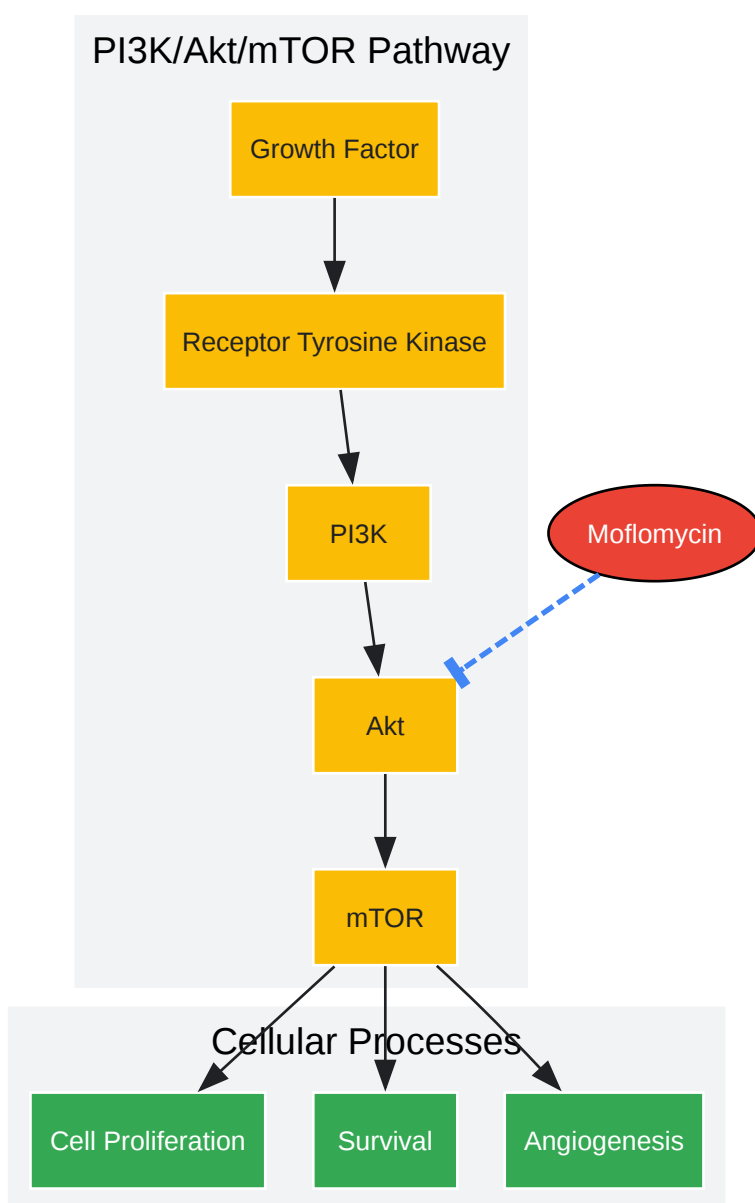 PI3K/Akt/mTOR Pathway
Growth Factor
Receptor Tyrosine Kinase
PI3K
Moflomycin
Akt
mTOR
Cellular Processes
Cell Proliferation
Survival
Angiogenesis